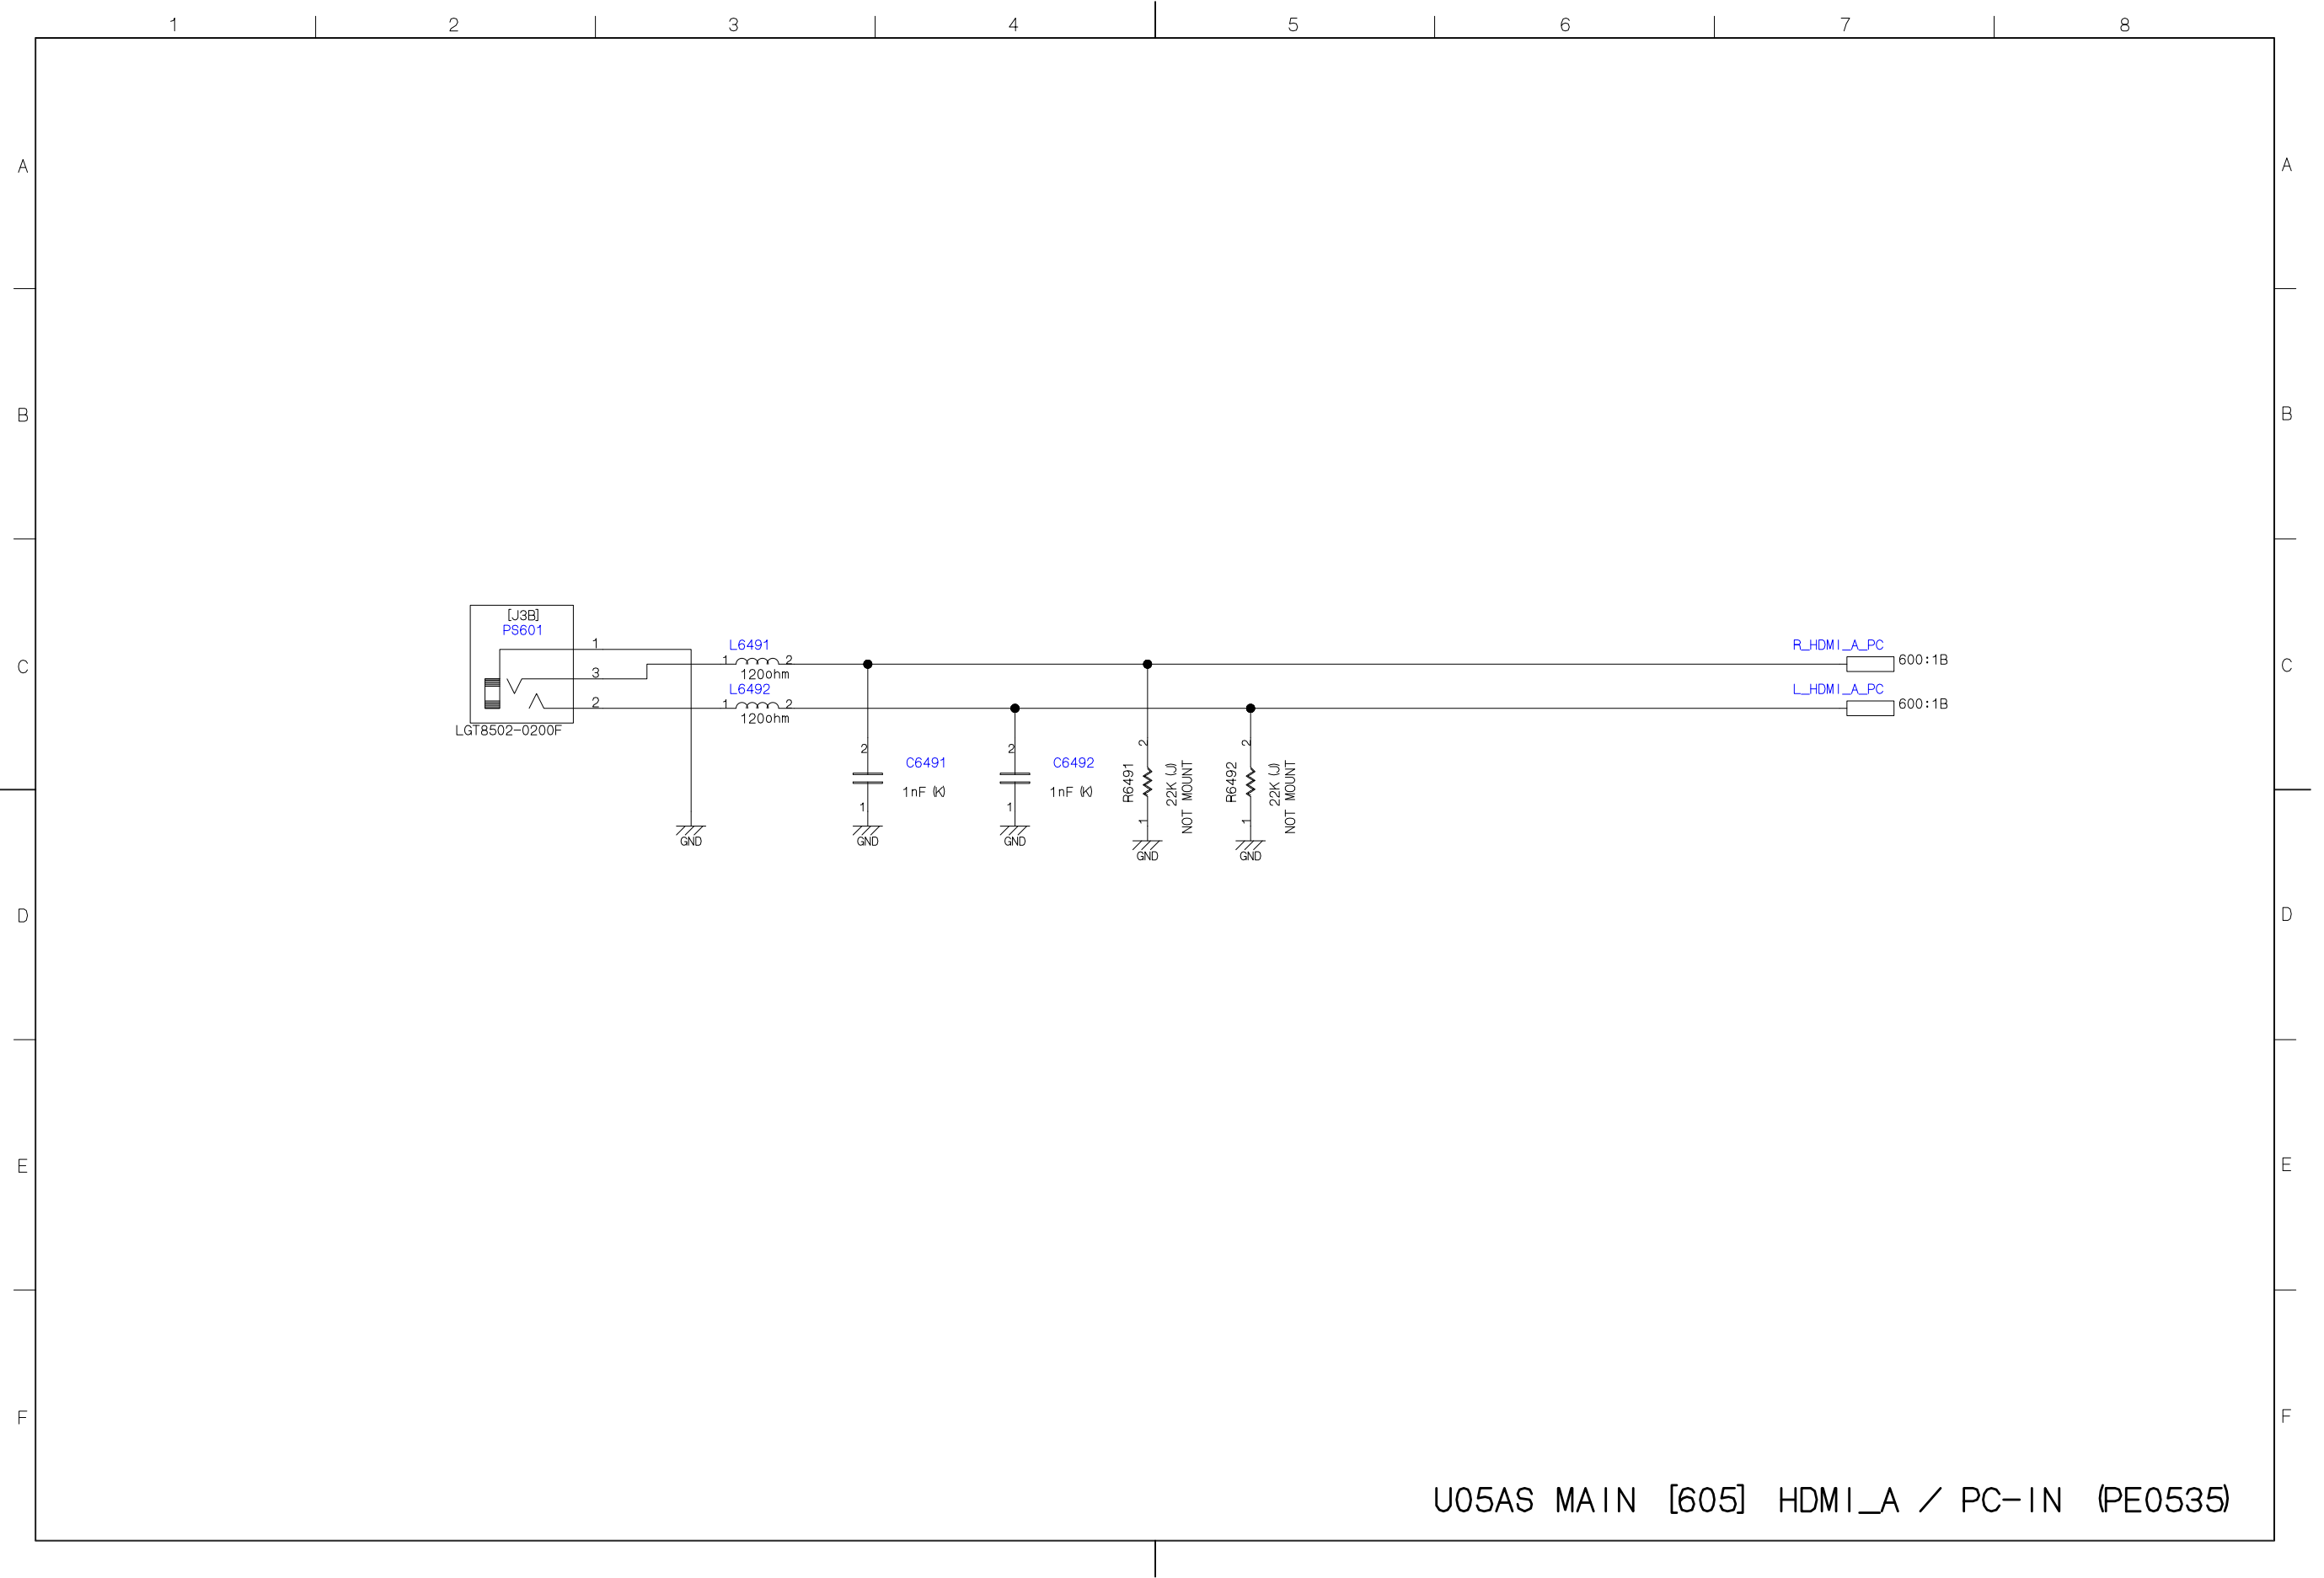 1 2 3 4 5 6 7 8
A A
B B
[J3B]
PS601
1
L6491
R_HDMI_A_PC
1 2 600:1B
C C
3
120ohm
L6492
L_HDMI_A_PC
2 1 2 600:1B
120ohm
LGT8502-0200F
2 2 2 2
C6491 C6492
R6491 22K (J) NOT MOUNT
R6492 22K (J) NOT MOUNT
1nF (K) 1nF (K)
1 1 1 1
GND GND GND GND GND
D D
E E
F F
U05AS MAIN [605] HDMI_A / PC-IN (PE0535)